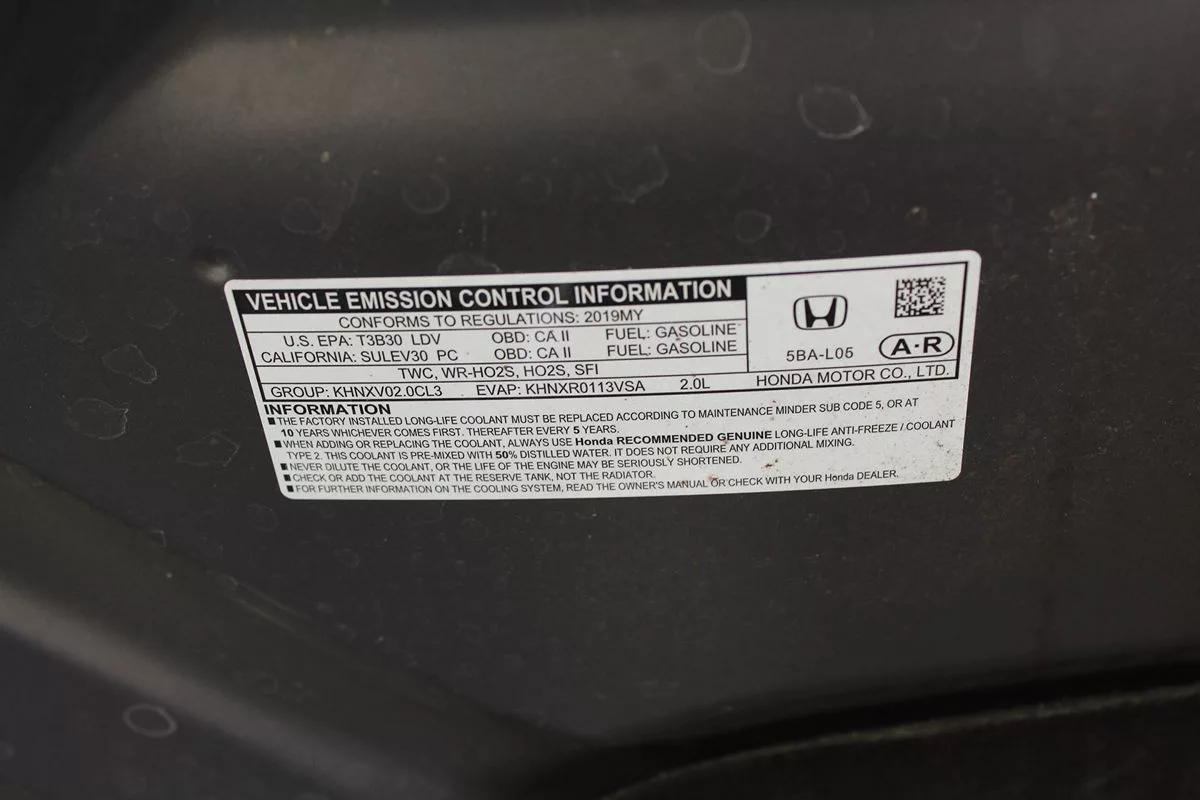 VEHICLE EMISSION CONTROL INFORMATION
CONFORMS TO REGULATIONS: 2019MY
U.S. EPA: T3B30 LDV OBD: CA II FUEL: GASOLINE
CALIFORNIA: SULEV30 PC OBD: CA II FUEL: GASOLINE
TWC, WR-HO2S, HO2S, SFI
GROUP: KHNXV02.0CL3 EVAP: KHNXR0113VSA 2.0L
5BA-L05 A·R
HONDA MOTOR CO., LTD.
INFORMATION
■THE FACTORY INSTALLED LONG-LIFE COOLANT MUST BE REPLACED ACCORDING TO MAINTENANCE MINDER SUB CODE 5, OR AT
10 YEARS WHICHEVER COMES FIRST. THEREAFTER EVERY 5 YEARS.
■WHEN ADDING OR REPLACING THE COOLANT, ALWAYS USE Honda RECOMMENDED GENUINE LONG-LIFE ANTI-FREEZE / COOLANT
TYPE 2. THIS COOLANT IS PRE-MIXED WITH 50% DISTILLED WATER. IT DOES NOT REQUIRE ANY ADDITIONAL MIXING.
■NEVER DILUTE THE COOLANT, OR THE LIFE OF THE ENGINE MAY BE SERIOUSLY SHORTENED.
■CHECK OR ADD THE COOLANT AT THE RESERVE TANK, NOT THE RADIATOR.
■FOR FURTHER INFORMATION ON THE COOLING SYSTEM, READ THE OWNER'S MANUAL OR CHECK WITH YOUR Honda DEALER.